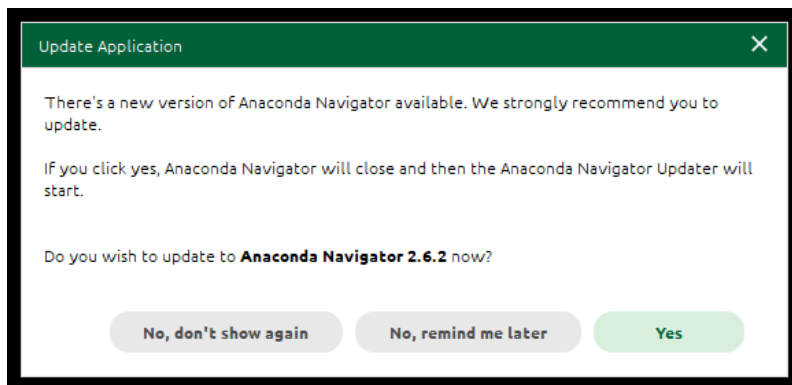 Update Application
There's a new version of Anaconda Navigator available. We strongly recommend you to
update.
If you click yes, Anaconda Navigator will close and then the Anaconda Navigator Updater will
start.
Do you wish to update to Anaconda Navigator 2.6.2 now?
No, don't show again
No, remind me later
Yes